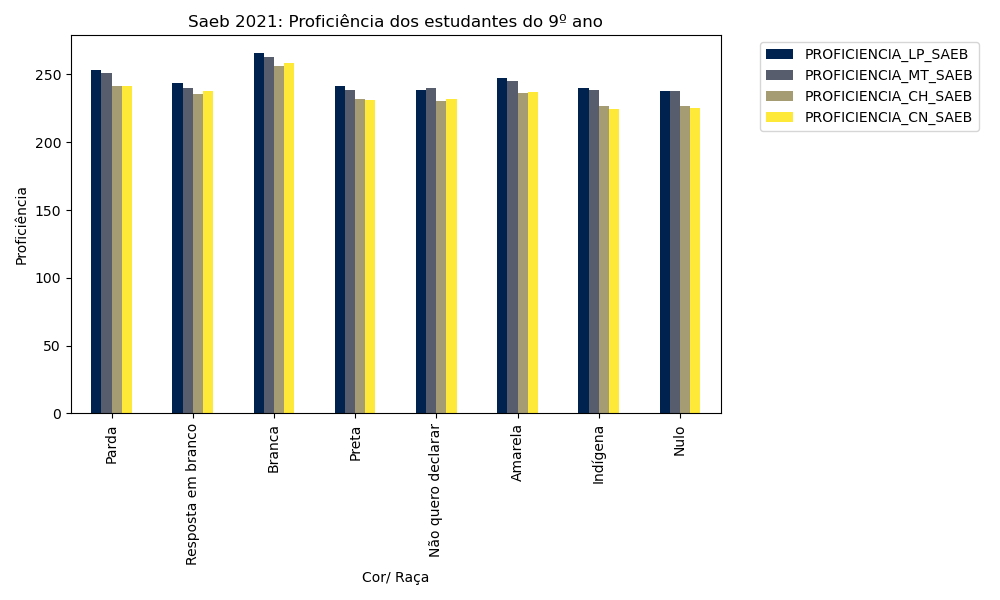 Saeb 2021: Proficiência dos estudantes do 9º ano
PROFICIENCIA_LP_SAEB
PROFICIENCIA_MT_SAEB
PROFICIENCIA_CH_SAEB
PROFICIENCIA_CN_SAEB
Proficiência
250
200
150
100
50
0
Parda
Resposta em branco
Branca
Preta
Não quero declarar
Amarela
Indígena
Nulo
Cor/ Raça